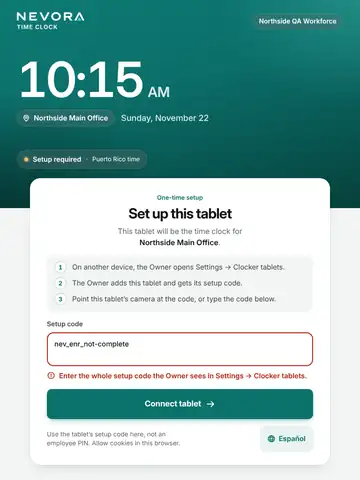 NEVORA
TIME CLOCK
Northside QA Workforce
10:15 AM
Northside Main Office
Sunday, November 22
Setup required · Puerto Rico time
One-time setup
Set up this tablet
This tablet will be the time clock for
Northside Main Office.
1 On another device, the Owner opens Settings → Clocker tablets.
2 The Owner adds this tablet and gets its setup code.
3 Point this tablet's camera at the code, or type the code below.
Setup code
nev_enr_not-complete
Enter the whole setup code the Owner sees in Settings → Clocker tablets.
Connect tablet →
Use the tablet's setup code here, not an
employee PIN. Allow cookies in this browser.
Español